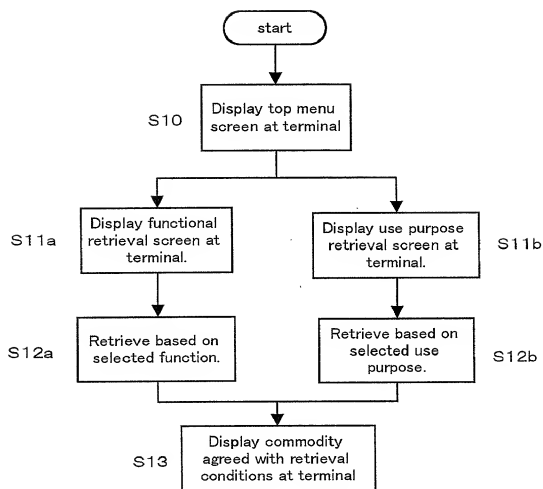 start
S10
Display top menu
screen at terminal
S11a
Display functional
retrieval screen at
terminal.
Display use purpose
retrieval screen at
terminal.
S11b
S12a
Retrieve based on
selected function.
Retrieve based on
selected use
purpose.
S12b
S13
Display commodity
agreed with retrieval
conditions at terminal